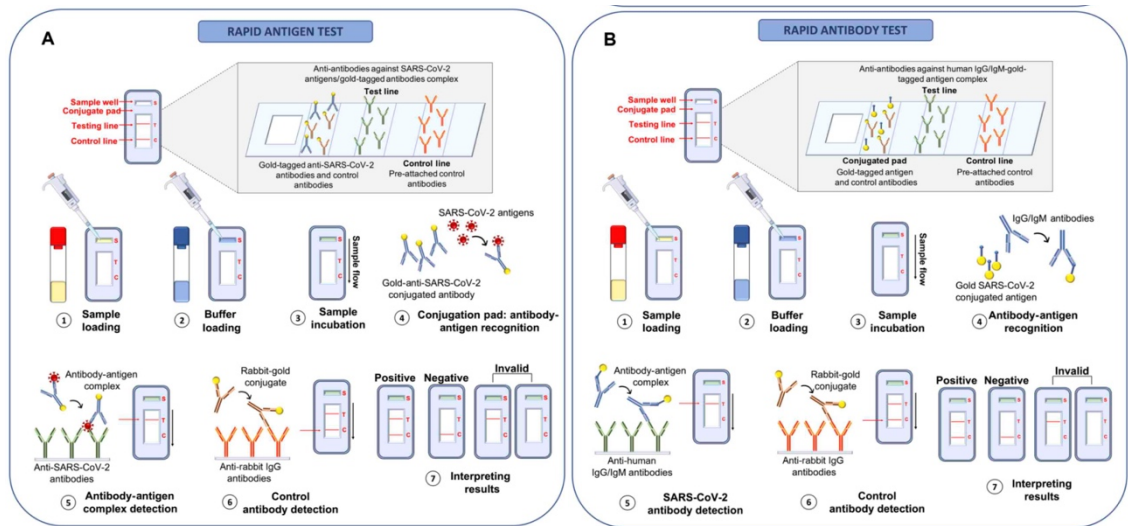 A
RAPID ANTIGEN TEST
Anti-antibodies against SARS-CoV-2
antigens/gold-tagged antibodies complex
Test line
Sample well
Conjugate pad
Testing line
Control line
S
T
C
Gold-tagged anti-SARS-CoV-2
antibodies and control
antibodies
Control line
Pre-attached control
antibodies
S
T
C
S
T
C
S
T
C
Sample flow
SARS-CoV-2 antigens
Gold-anti-SARS-CoV-2
conjugated antibody
1 Sample
loading
2 Buffer
loading
3 Sample
incubation
4 Conjugation pad: antibody-
antigen recognition
Antibody-antigen
complex
S
T
C
Anti-SARS-CoV-2
antibodies
5 Antibody-antigen
complex detection
Rabbit-gold
conjugate
S
T
C
Anti-rabbit IgG
antibodies
6 Control
antibody detection
Positive
Negative
Invalid
S
T
C
S
T
C
S
T
C
S
T
C
7 Interpreting
results
B
RAPID ANTIBODY TEST
Anti-antibodies against human IgG/IgM-gold-
tagged antigen complex
Test line
Sample well
Conjugate pad
Testing line
Control line
S
T
C
Conjugated pad
Gold-tagged antigen
and control antibodies
Control line
Pre-attached control
antibodies
S
T
C
S
T
C
S
T
C
Sample flow
IgG/IgM antibodies
Gold SARS-CoV-2
conjugated antigen
1 Sample
loading
2 Buffer
loading
3 Sample
incubation
4 Antibody-antigen
recognition
Antibody-antigen
complex
S
T
C
Anti-human
IgG/IgM antibodies
5 SARS-CoV-2
antibody detection
Rabbit-gold
conjugate
S
T
C
Anti-rabbit IgG
antibodies
6 Control
antibody detection
Positive
Negative
Invalid
S
T
C
S
T
C
S
T
C
S
T
C
7 Interpreting
results